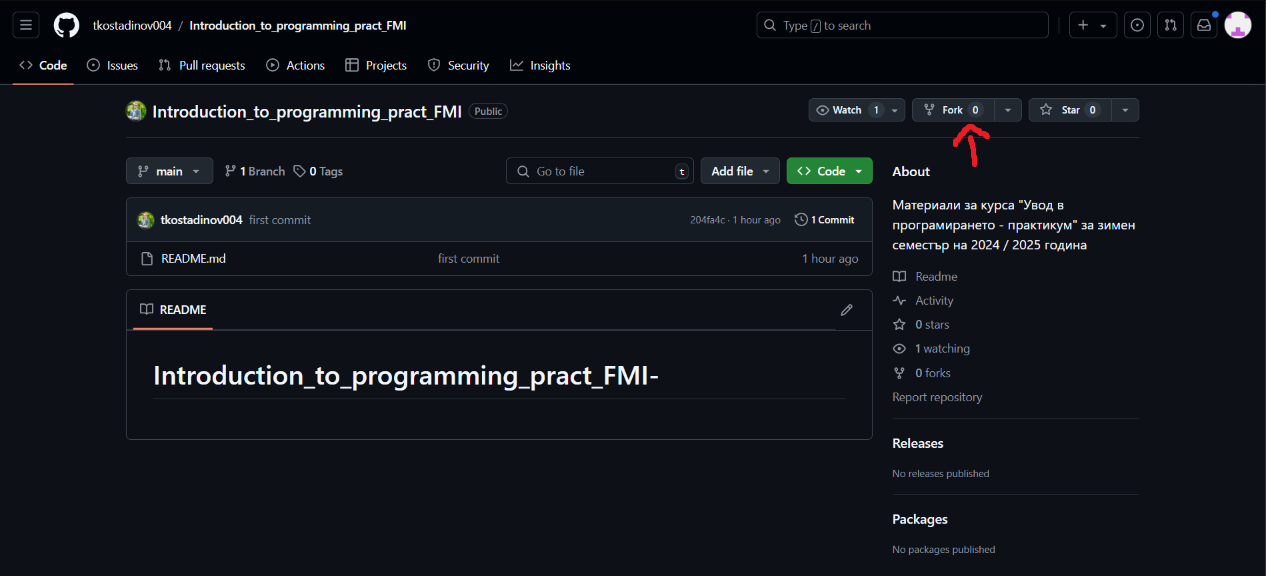 tkostadinov004 / Introduction_to_programming_pract_FMI
Type / to search
Code Issues Pull requests Actions Projects Security Insights
Introduction_to_programming_pract_FMI Public
Watch 1 Fork 0 Star 0
main 1 Branch 0 Tags Go to file t Add file Code
tkostadinov004 first commit 204fa4c · 1 hour ago 1 Commit
README.md first commit 1 hour ago
README
Introduction_to_programming_pract_FMI-
About
Материали за курса "Увод в
програмирането - практикум" за зимен
семестър на 2024 / 2025 година
Readme
Activity
0 stars
1 watching
0 forks
Report repository
Releases
No releases published
Packages
No packages published